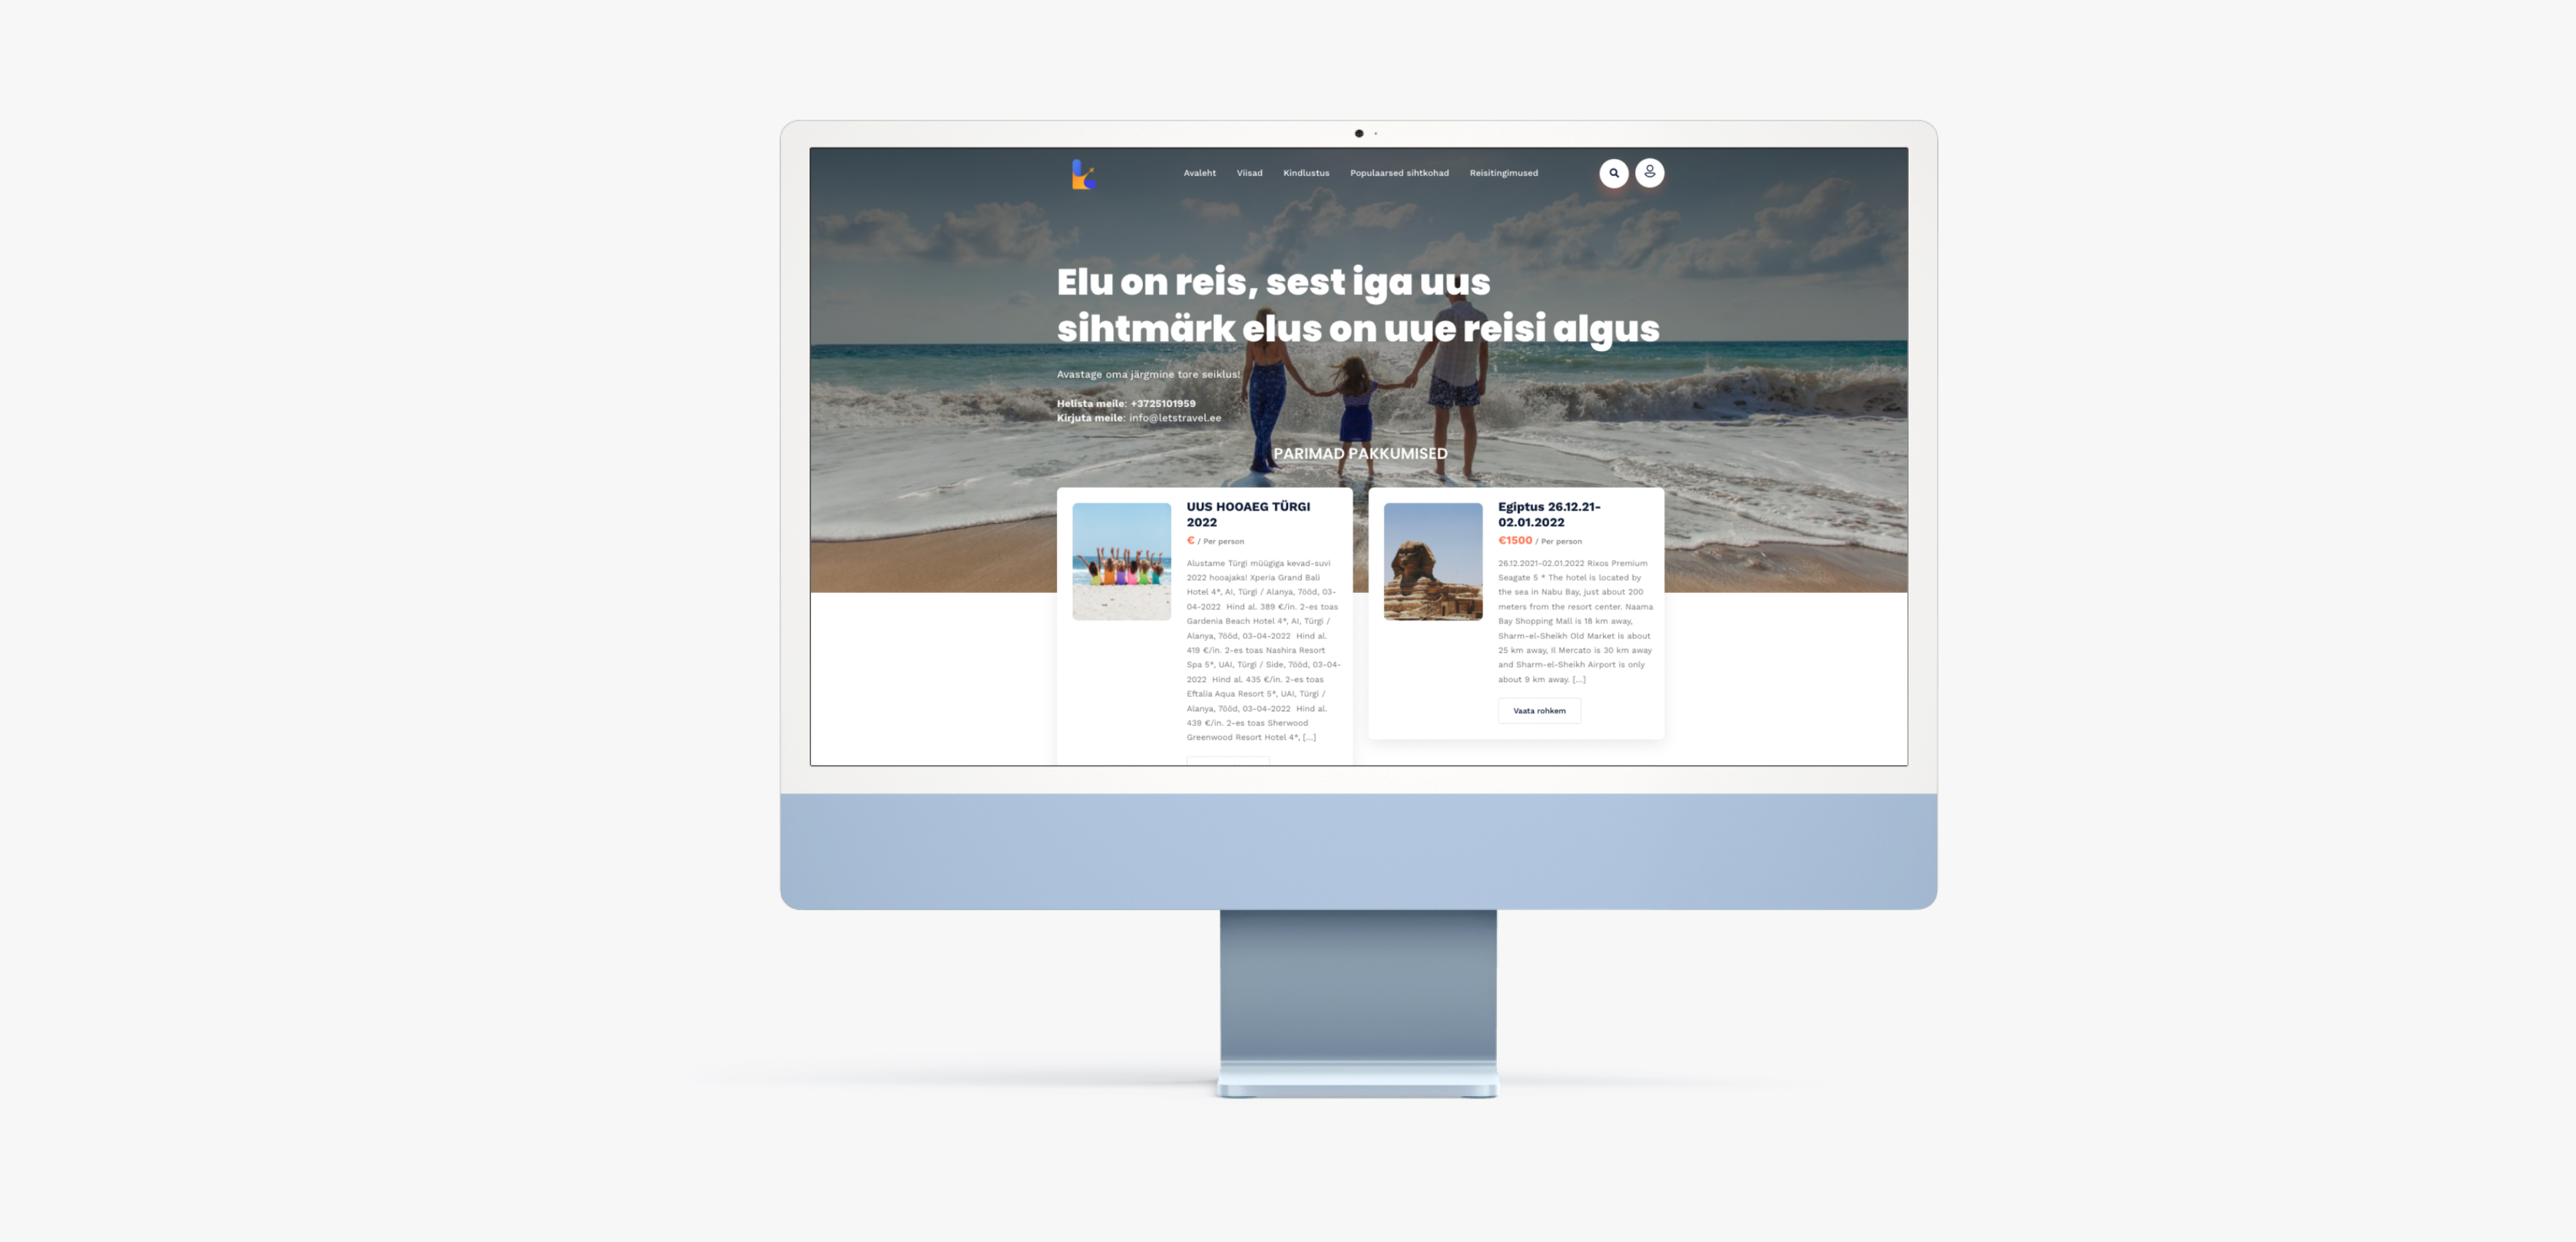 Avaleht Viisad Kindlustus Populaarsed sihtkohad Reisitingimused
Elu on reis, sest iga uus
sihtmärk elus on uue reisi algus
Avastage oma järgmine tore seiklus!
Helista meile: +3725101959
Kirjuta meile: info@letstravel.ee
PARIMAD PAKKUMISED
UUS HOOAEG TÜRGI
2022
€ / Per person
Alustame Türgi müügiga kevad-suvi
2022 hooajaks! Xperia Grand Bali
Hotel 4*, AI, Türgi / Alanya, 7ööd, 03-
04-2022 Hind al. 389 €/in. 2-es toas
Gardenia Beach Hotel 4*, AI, Türgi /
Alanya, 7ööd, 03-04-2022 Hind al.
419 €/in. 2-es toas Nashira Resort
Spa 5*, UAI, Türgi / Side, 7ööd, 03-04-
2022 Hind al. 435 €/in. 2-es toas
Eftalia Aqua Resort 5*, UAI, Türgi /
Alanya, 7ööd, 03-04-2022 Hind al.
439 €/in. 2-es toas Sherwood
Greenwood Resort Hotel 4*, [...]
Egiptus 26.12.21-
02.01.2022
€1500 / Per person
26.12.2021-02.01.2022 Rixos Premium
Seagate 5 * The hotel is located by
the sea in Nabu Bay, just about 200
meters from the resort center. Naama
Bay Shopping Mall is 18 km away,
Sharm-el-Sheikh Old Market is about
25 km away, Il Mercato is 30 km away
and Sharm-el-Sheikh Airport is only
about 9 km away. [...]
Vaata rohkem